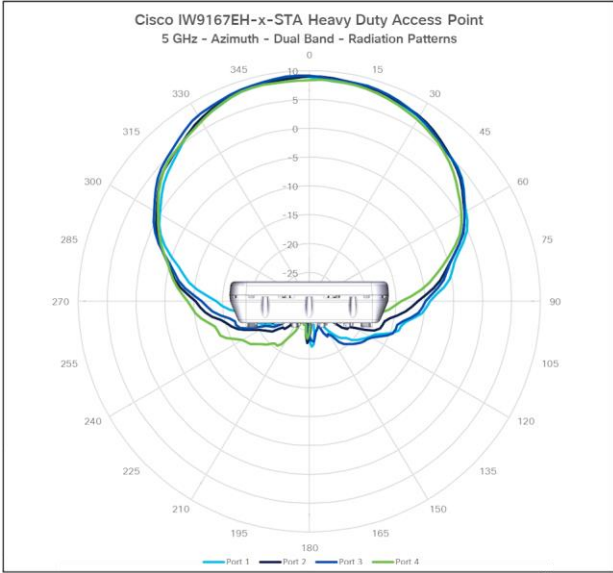 Cisco IW9167EH-x-STA Heavy Duty Access Point
5 GHz - Azimuth - Dual Band - Radiation Patterns
0
345 10 15
330 5 30
315 0 45
-5
300 -10 60
-15
285 -20 75
-25
270 90
255 105
240 120
225 135
210 150
195 165
180
Port 1 Port 2 Port 3 Port 4